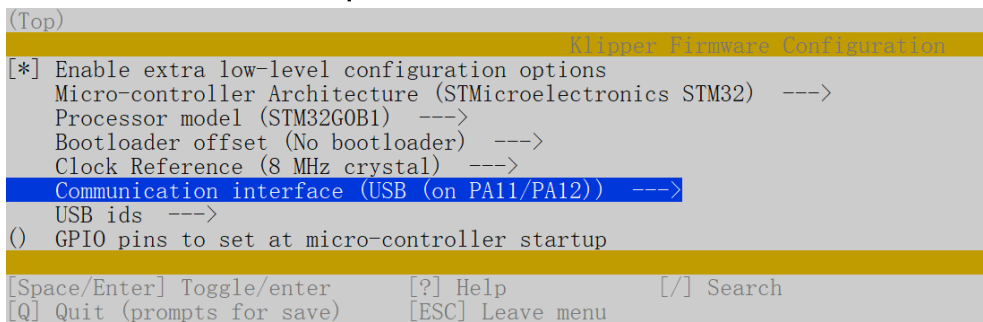 (Top)
Klipper Firmware Configuration
[*] Enable extra low-level configuration options
Micro-controller Architecture (STMicroelectronics STM32) --->
Processor model (STM32G0B1) --->
Bootloader offset (No bootloader) --->
Clock Reference (8 MHz crystal) --->
Communication interface (USB (on PA11/PA12)) --->
USB ids --->
() GPIO pins to set at micro-controller startup
[Space/Enter] Toggle/enter [?] Help [/] Search
[Q] Quit (prompts for save) [ESC] Leave menu